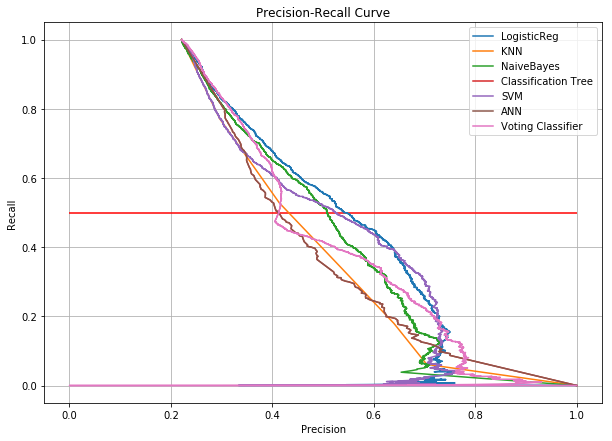 Precision-Recall Curve
LogisticReg
KNN
NaiveBayes
Classification Tree
SVM
ANN
Voting Classifier
Recall
1.0
0.8
0.6
0.4
0.2
0.0
0.0 0.2 0.4 0.6 0.8 1.0
Precision